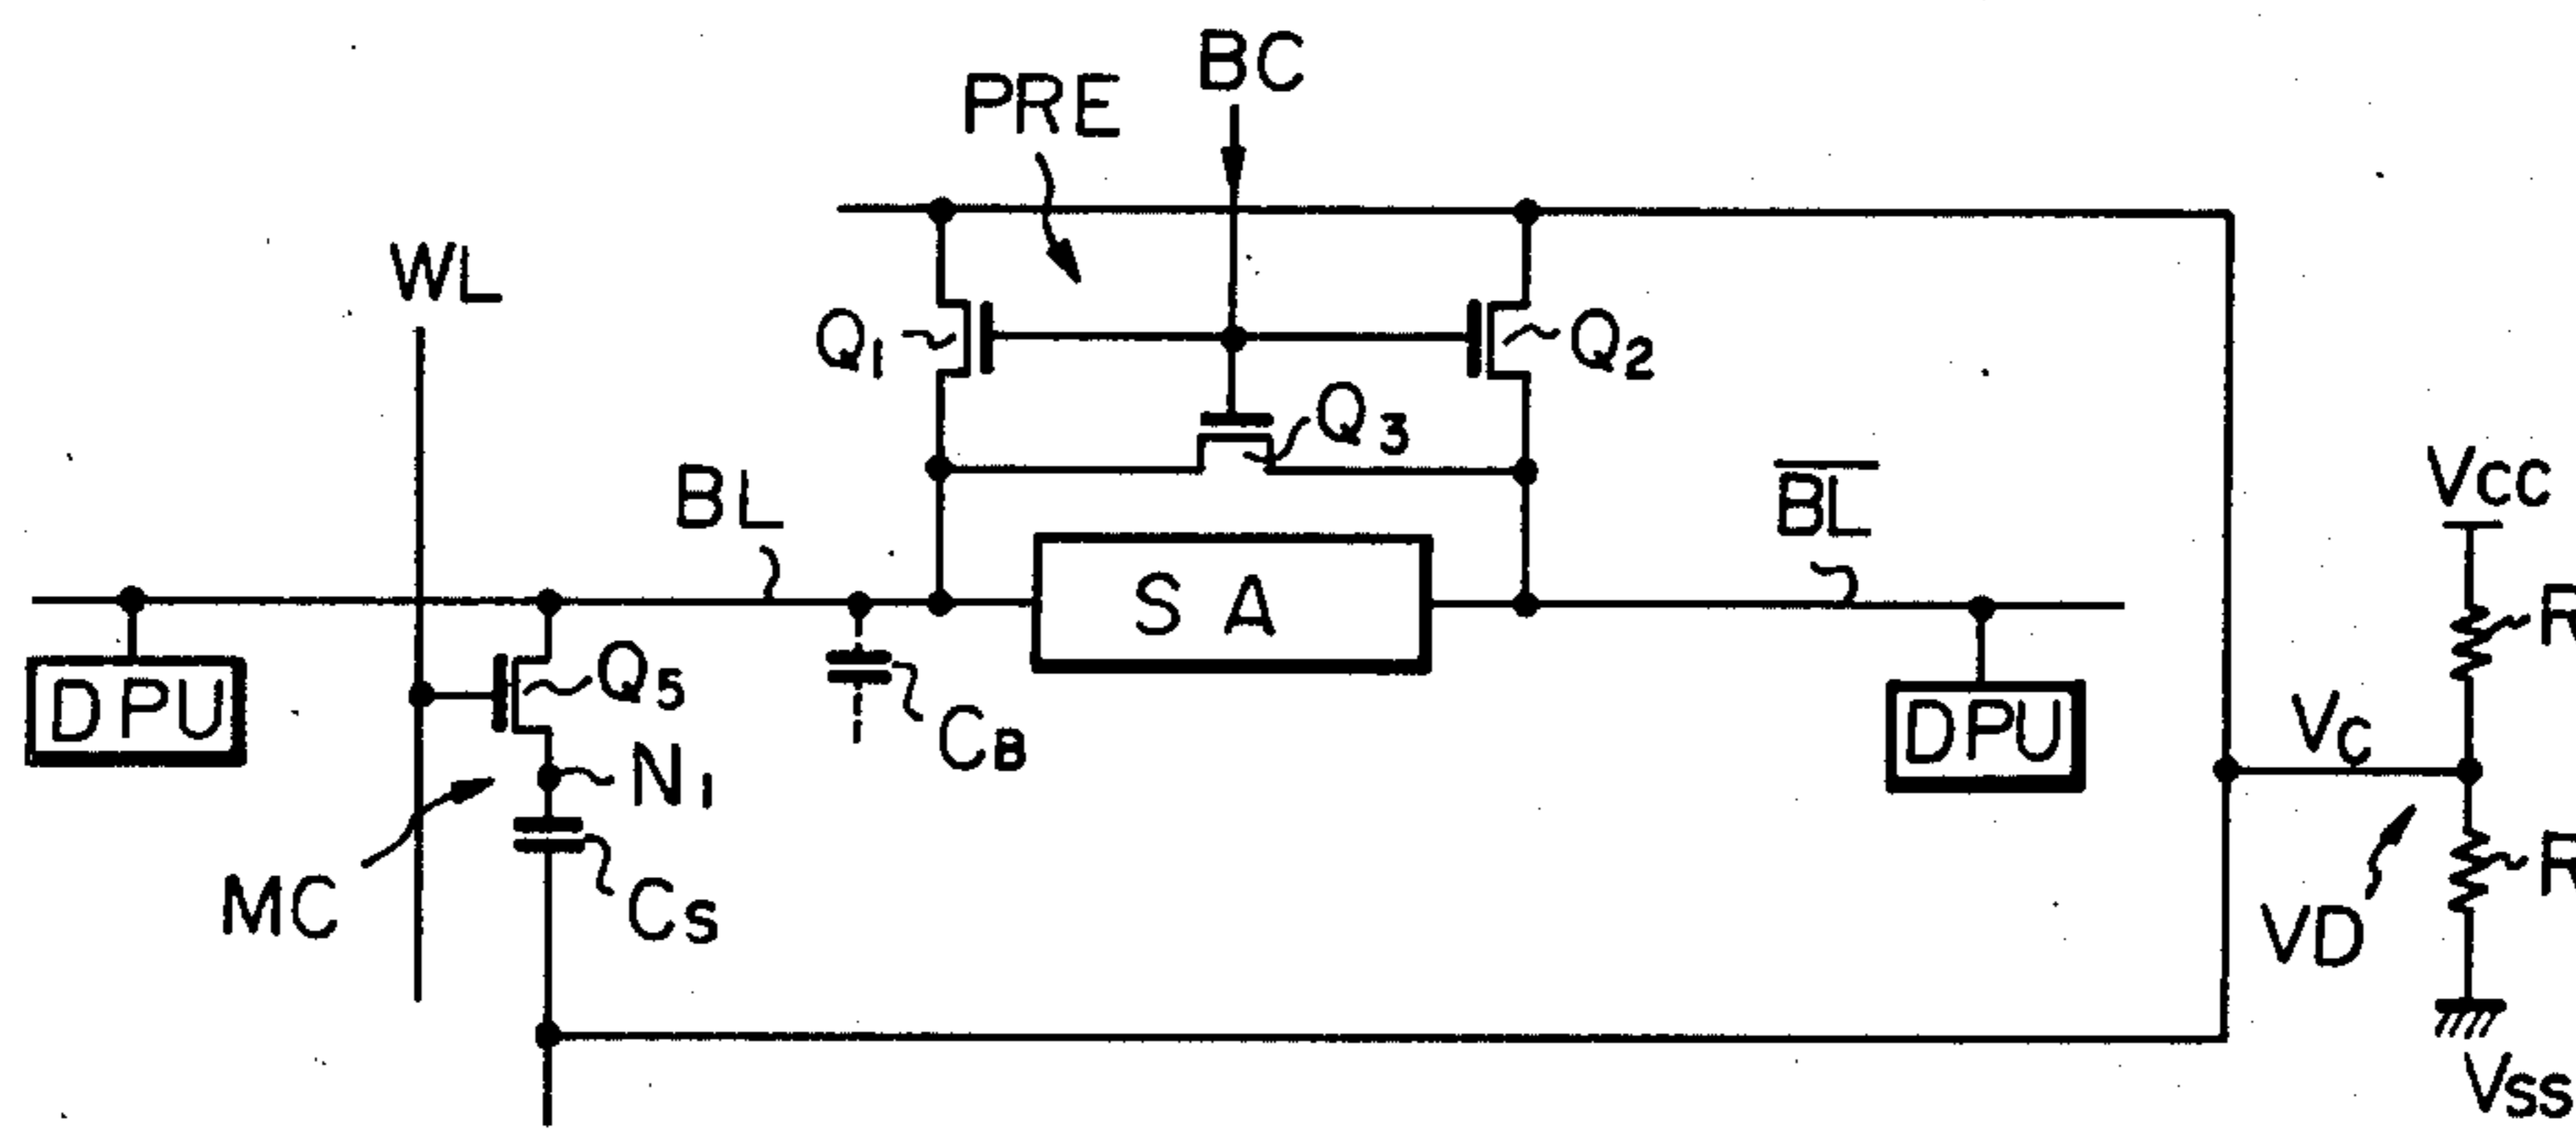 BC
PRE
WL
Q1
Q2
Q3
BL
B̅L̅
VCC
R
SA
DPU
Q5
CB
DPU
N1
VC
R
MC
CS
VD
VSS